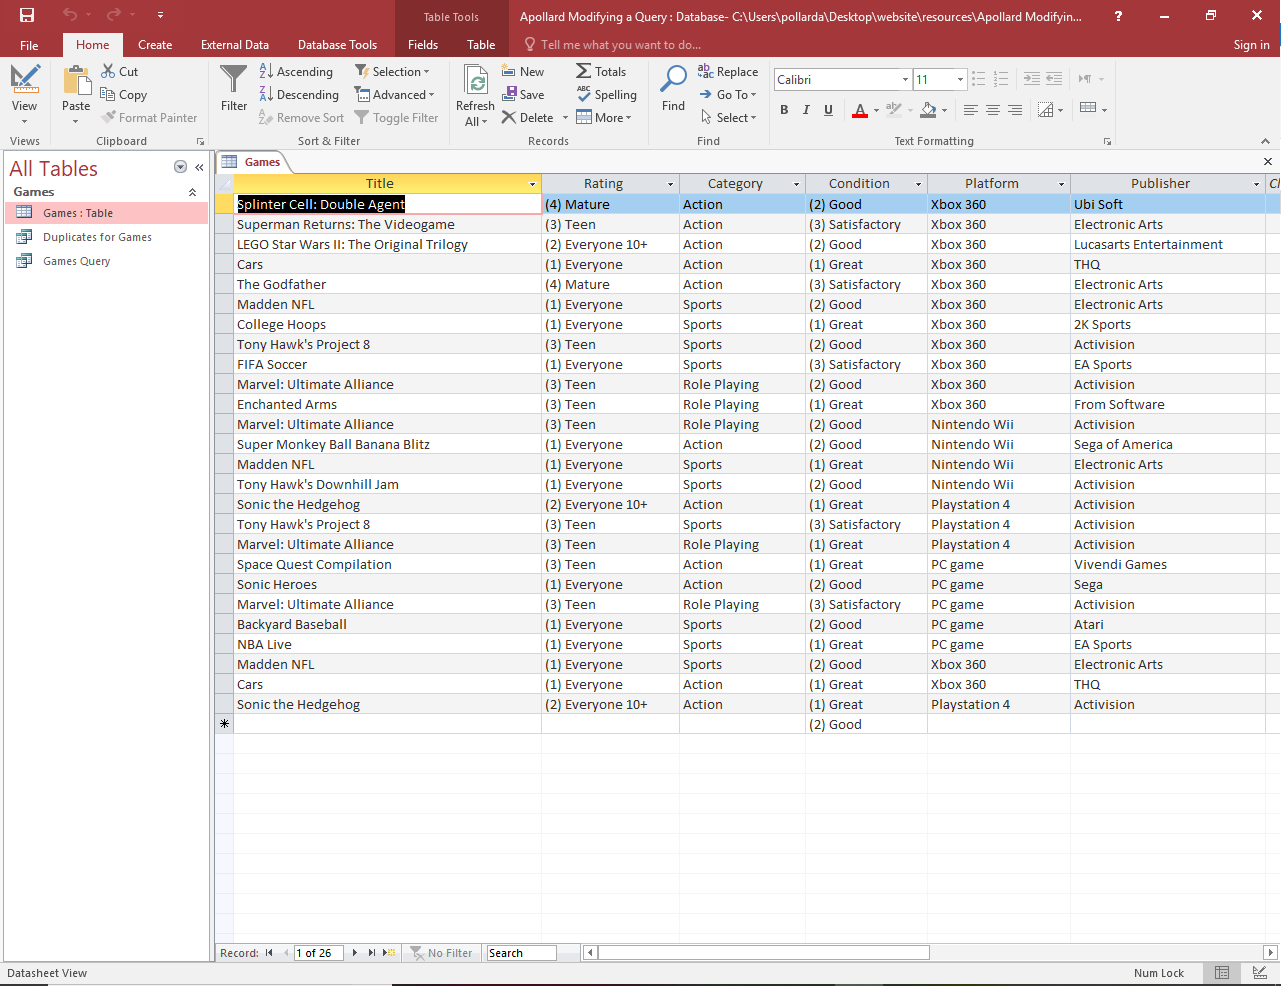 Table Tools
Apollard Modifying a Query : Database- C:\Users\pollarda\Desktop\website\resources\Apollard Modifyin...
?
File Home Create External Data Database Tools Fields Table Tell me what you want to do... Sign in
View
Views
Paste
Cut
Copy
Format Painter
Clipboard
Filter
Ascending
Descending
Remove Sort
Selection
Advanced
Toggle Filter
Sort & Filter
Refresh
All
New
Save
Delete
Totals
Spelling
More
Records
Find
Replace
Go To
Select
Find
Calibri 11
B I U A
Text Formatting
All Tables
Games
Games : Table
Duplicates for Games
Games Query
Games
Title Rating Category Condition Platform Publisher
Splinter Cell: Double Agent (4) Mature Action (2) Good Xbox 360 Ubi Soft
Superman Returns: The Videogame (3) Teen Action (3) Satisfactory Xbox 360 Electronic Arts
LEGO Star Wars II: The Original Trilogy (2) Everyone 10+ Action (2) Good Xbox 360 Lucasarts Entertainment
Cars (1) Everyone Action (1) Great Xbox 360 THQ
The Godfather (4) Mature Action (3) Satisfactory Xbox 360 Electronic Arts
Madden NFL (1) Everyone Sports (2) Good Xbox 360 Electronic Arts
College Hoops (1) Everyone Sports (1) Great Xbox 360 2K Sports
Tony Hawk's Project 8 (3) Teen Sports (2) Good Xbox 360 Activision
FIFA Soccer (1) Everyone Sports (3) Satisfactory Xbox 360 EA Sports
Marvel: Ultimate Alliance (3) Teen Role Playing (2) Good Xbox 360 Activision
Enchanted Arms (3) Teen Role Playing (1) Great Xbox 360 From Software
Marvel: Ultimate Alliance (3) Teen Role Playing (2) Good Nintendo Wii Activision
Super Monkey Ball Banana Blitz (1) Everyone Action (2) Good Nintendo Wii Sega of America
Madden NFL (1) Everyone Sports (1) Great Nintendo Wii Electronic Arts
Tony Hawk's Downhill Jam (1) Everyone Sports (2) Good Nintendo Wii Activision
Sonic the Hedgehog (2) Everyone 10+ Action (1) Great Playstation 4 Activision
Tony Hawk's Project 8 (3) Teen Sports (3) Satisfactory Playstation 4 Activision
Marvel: Ultimate Alliance (3) Teen Role Playing (1) Great Playstation 4 Activision
Space Quest Compilation (3) Teen Action (1) Great PC game Vivendi Games
Sonic Heroes (1) Everyone Action (2) Good PC game Sega
Marvel: Ultimate Alliance (3) Teen Role Playing (3) Satisfactory PC game Activision
Backyard Baseball (1) Everyone Sports (2) Good PC game Atari
NBA Live (1) Everyone Sports (1) Great PC game EA Sports
Madden NFL (1) Everyone Sports (2) Good Xbox 360 Electronic Arts
Cars (1) Everyone Action (1) Great Xbox 360 THQ
Sonic the Hedgehog (2) Everyone 10+ Action (1) Great Playstation 4 Activision
(2) Good
Record: 1 of 26 No Filter Search
Datasheet View Num Lock